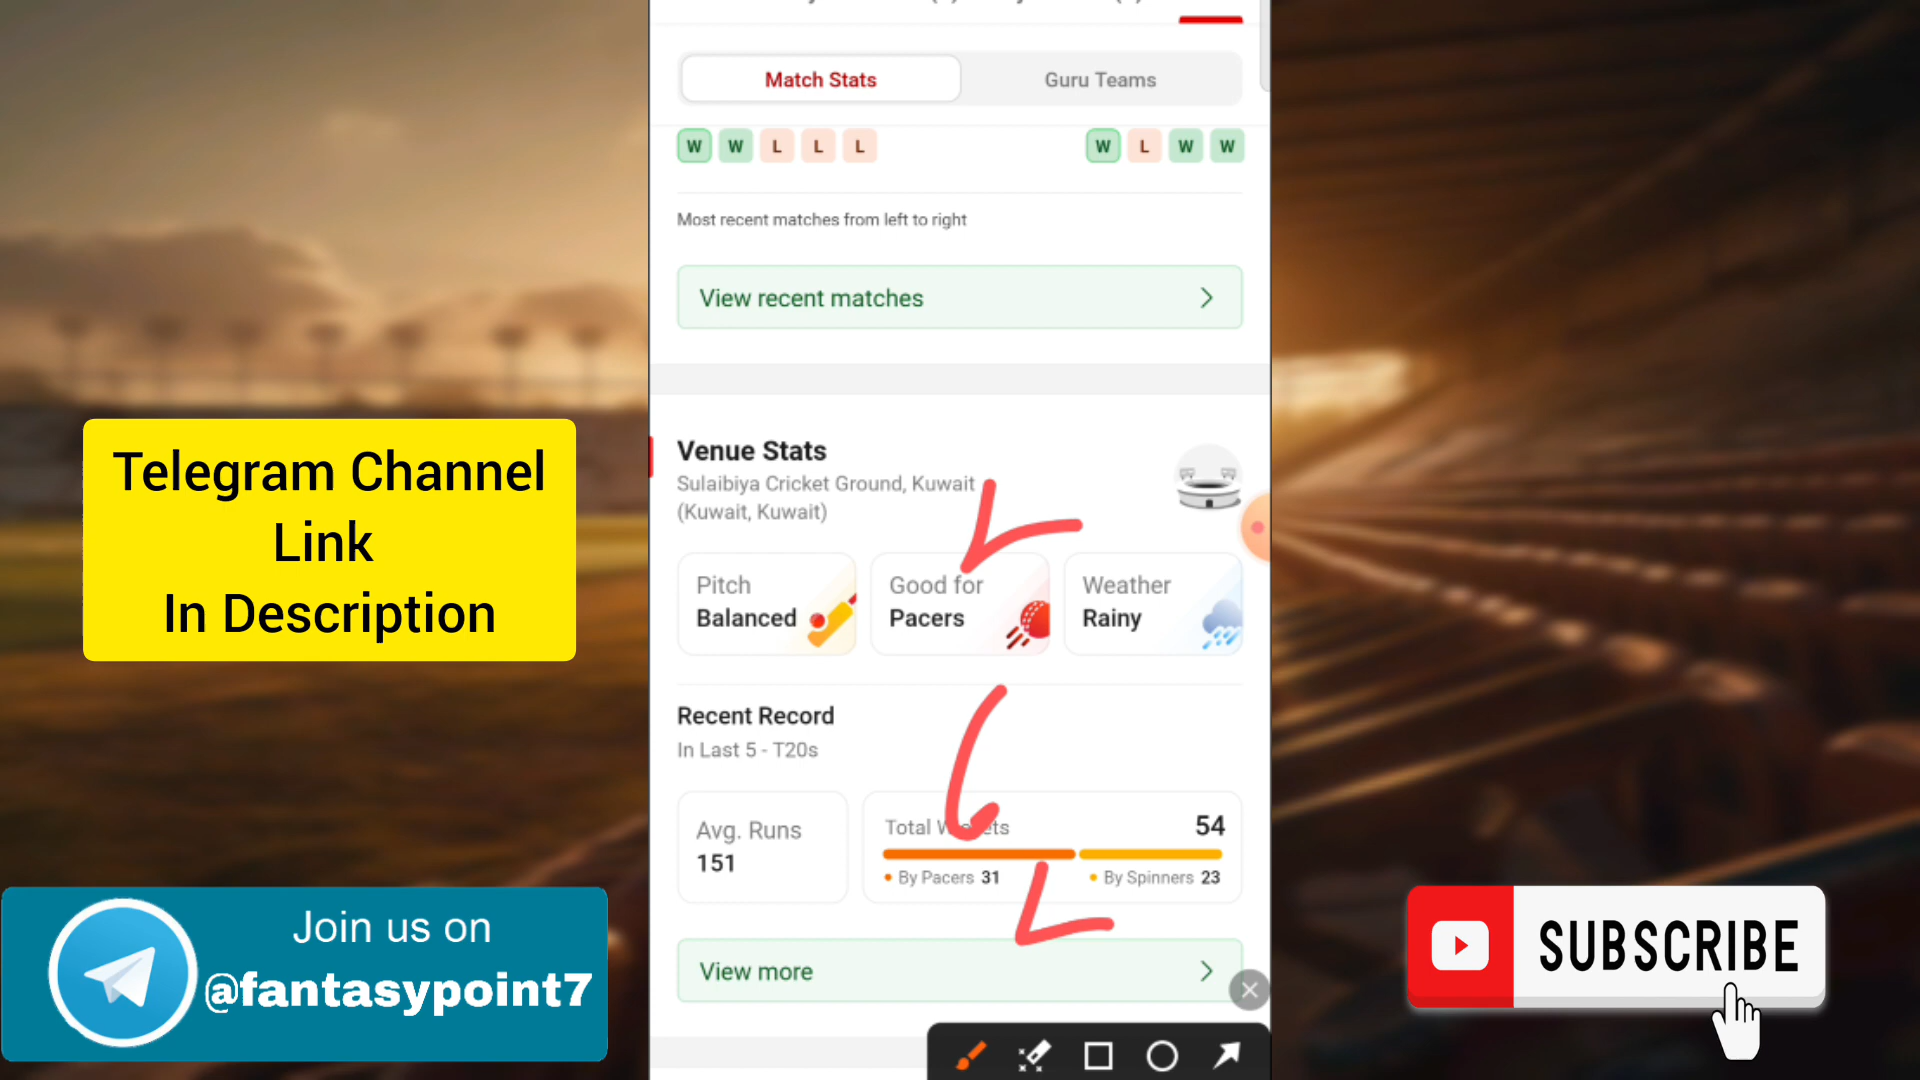 Match Stats
Guru Teams
W W L L L
W L W W
Most recent matches from left to right
View recent matches
Venue Stats
Sulaibiya Cricket Ground, Kuwait
(Kuwait, Kuwait)
Pitch
Balanced
Good for
Pacers
Weather
Rainy
Recent Record
In Last 5 - T20s
Avg. Runs
151
Total
54
By Pacers 31
By Spinners 23
View more
Telegram Channel
Link
In Description
Join us on
@fantasypoint7
SUBSCRIBE